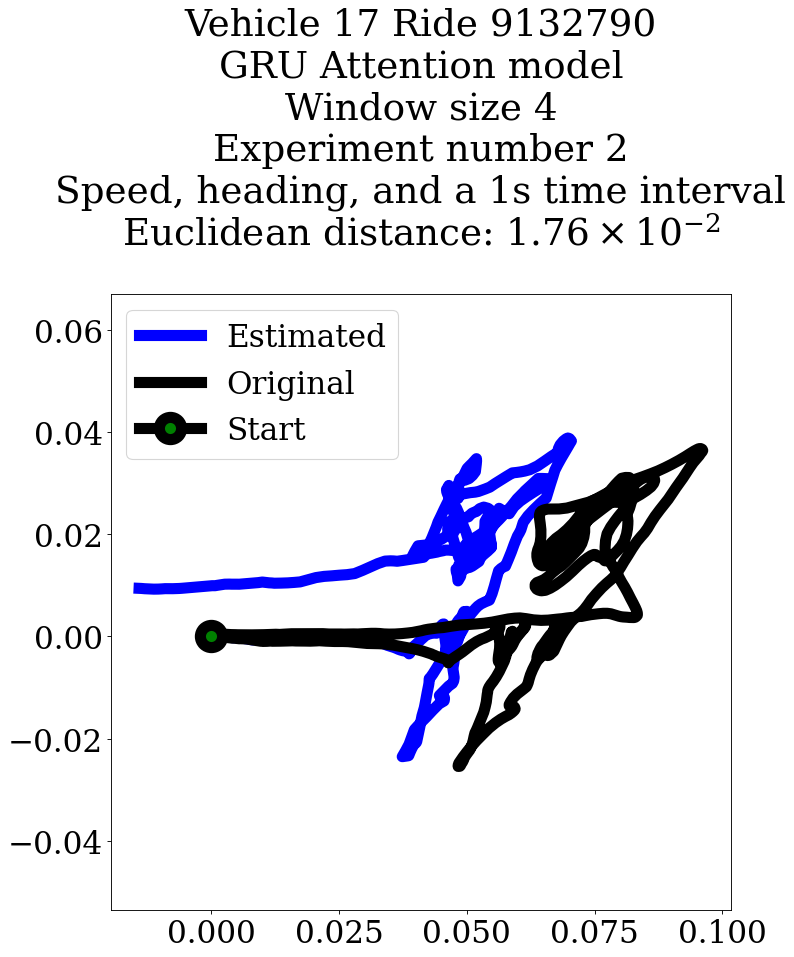 Vehicle 17 Ride 9132790
GRU Attention model
Window size 4
Experiment number 2
Speed, heading, and a 1s time interval
Euclidean distance: 1.76 × 10⁻²
Estimated
Original
Start
0.06
0.04
0.02
0.00
−0.02
−0.04
0.000 0.025 0.050 0.075 0.100